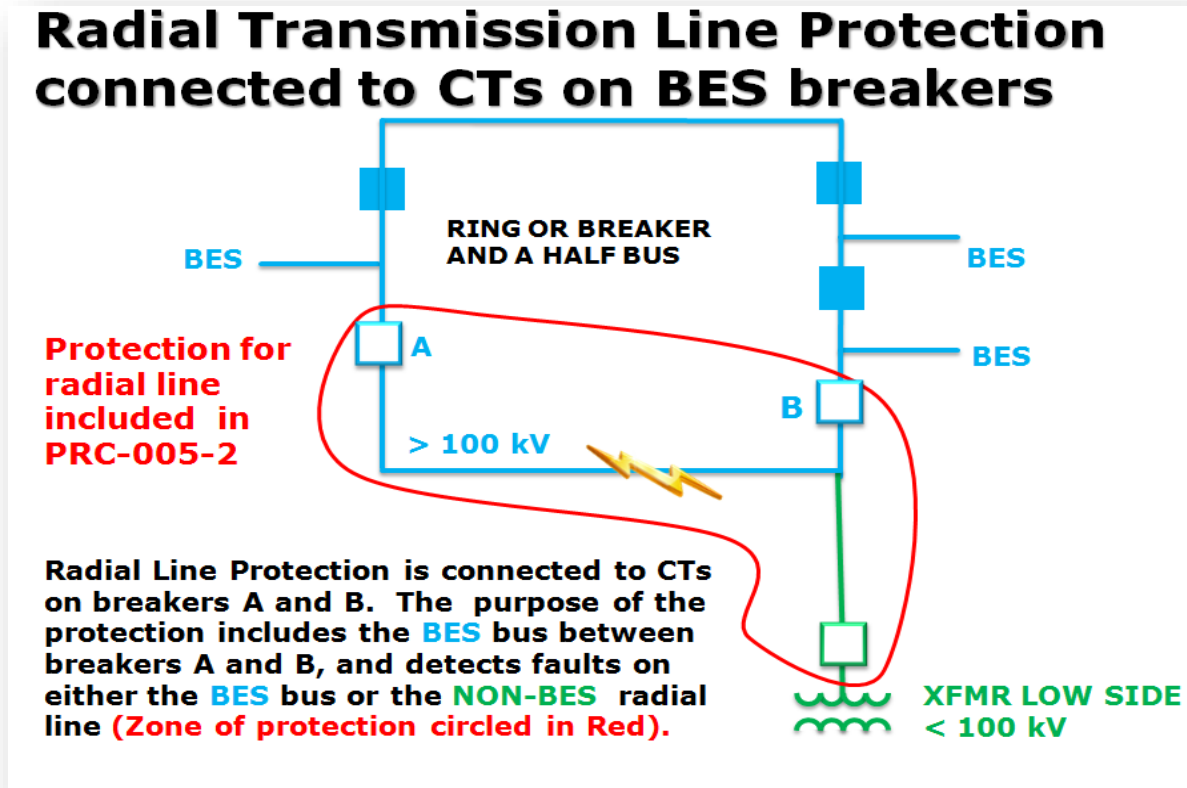 Radial Transmission Line Protection
connected to CTs on BES breakers
RING OR BREAKER
AND A HALF BUS
BES
BES
BES
Protection for
radial line
included in
PRC-005-2
A
B
> 100 kV
Radial Line Protection is connected to CTs
on breakers A and B. The purpose of the
protection includes the BES bus between
breakers A and B, and detects faults on
either the BES bus or the NON-BES radial
line (Zone of protection circled in Red).
XFMR LOW SIDE
< 100 kV